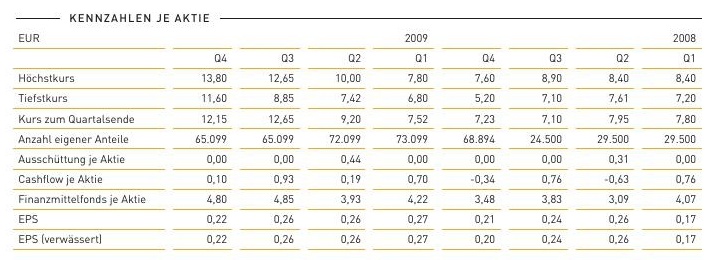 KENNZAHLEN JE AKTIE
EUR 2009 2008
Q4 Q3 Q2 Q1 Q4 Q3 Q2 Q1
Höchstkurs 13,80 12,65 10,00 7,80 7,60 8,90 8,40 8,40
Tiefstkurs 11,60 8,85 7,42 6,80 5,20 7,10 7,61 7,20
Kurs zum Quartalsende 12,15 12,65 9,20 7,52 7,23 7,10 7,95 7,80
Anzahl eigener Anteile 65.099 65.099 72.099 73.099 68.894 24.500 29.500 29.500
Ausschüttung je Aktie 0,00 0,00 0,44 0,00 0,00 0,00 0,31 0,00
Cashflow je Aktie 0,10 0,93 0,19 0,70 -0,34 0,76 -0,63 0,76
Finanzmittelfonds je Aktie 4,80 4,85 3,93 4,22 3,48 3,83 3,09 4,07
EPS 0,22 0,26 0,26 0,27 0,21 0,24 0,26 0,17
EPS (verwässert) 0,22 0,26 0,26 0,27 0,20 0,24 0,26 0,17